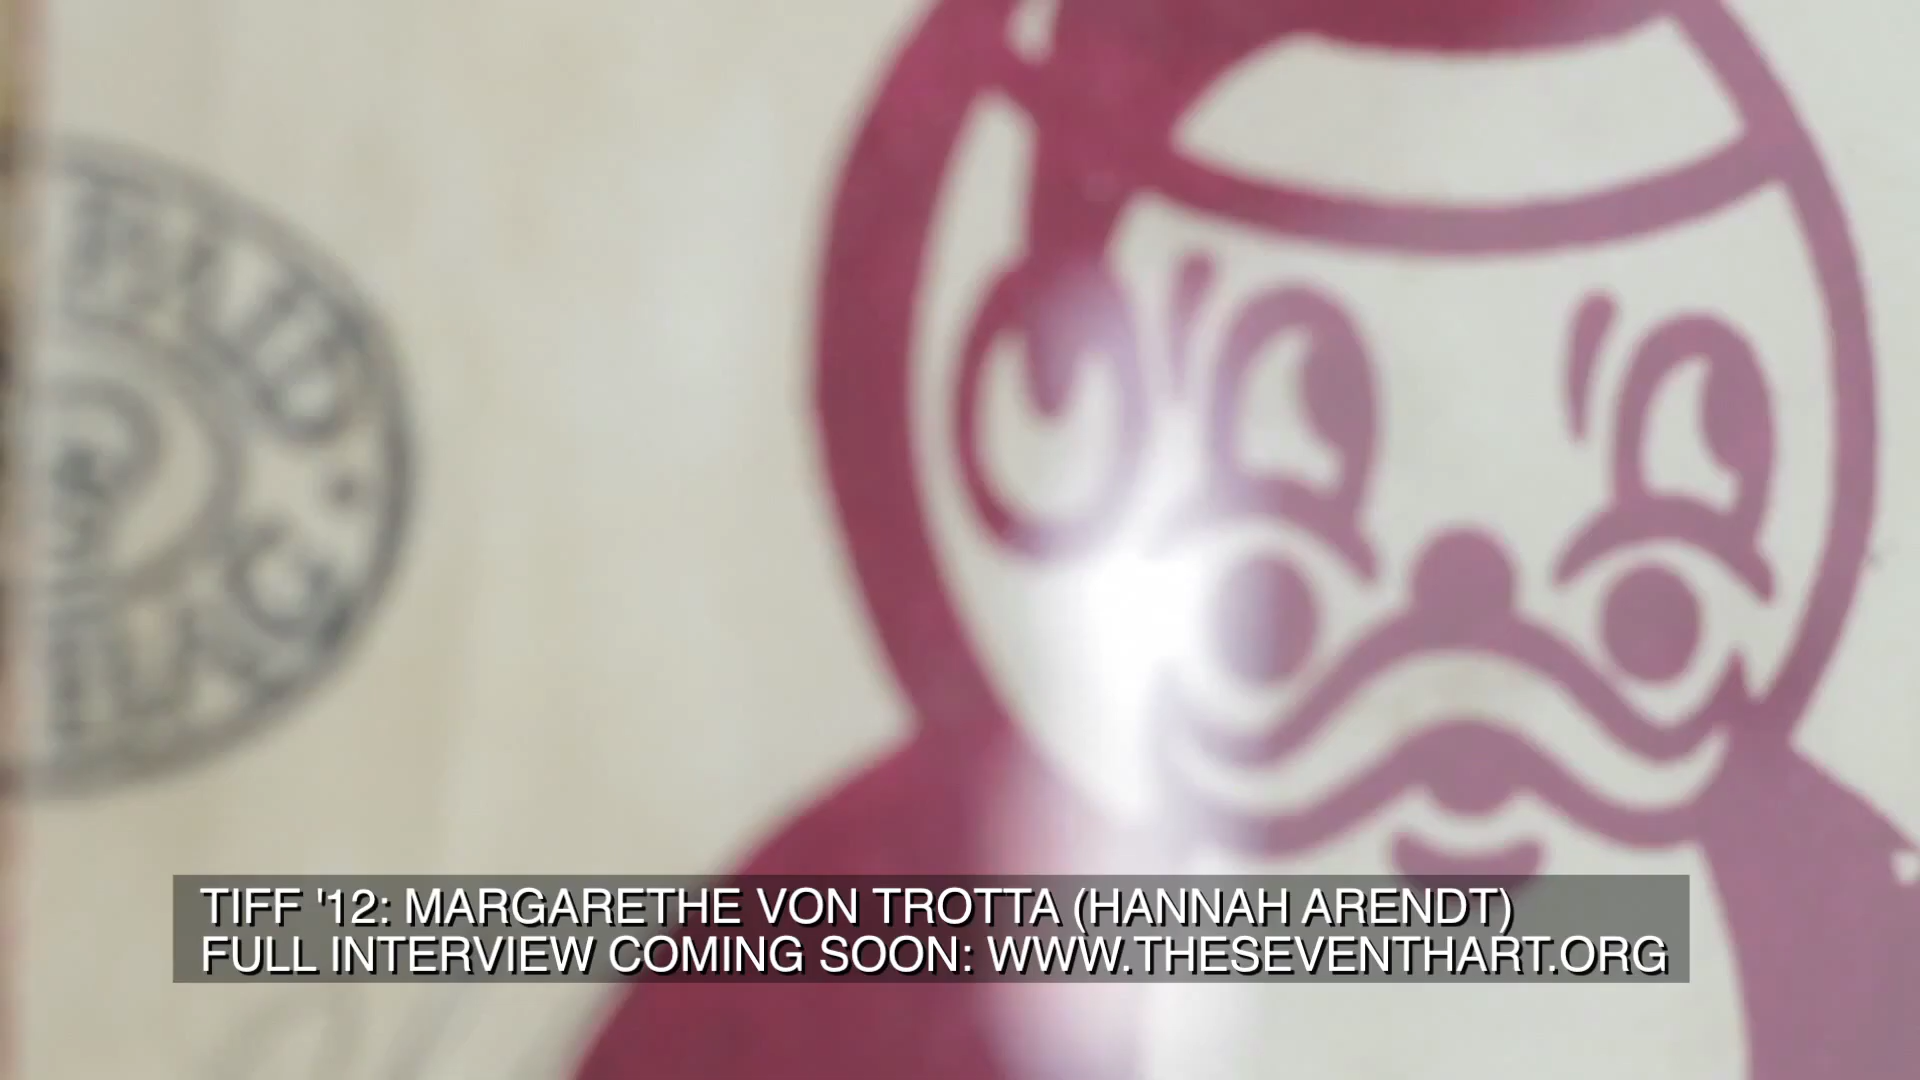 TIFF '12: MARGARETHE VON TROTTA (HANNAH ARENDT)
FULL INTERVIEW COMING SOON: WWW.THESEVENTHART.ORG